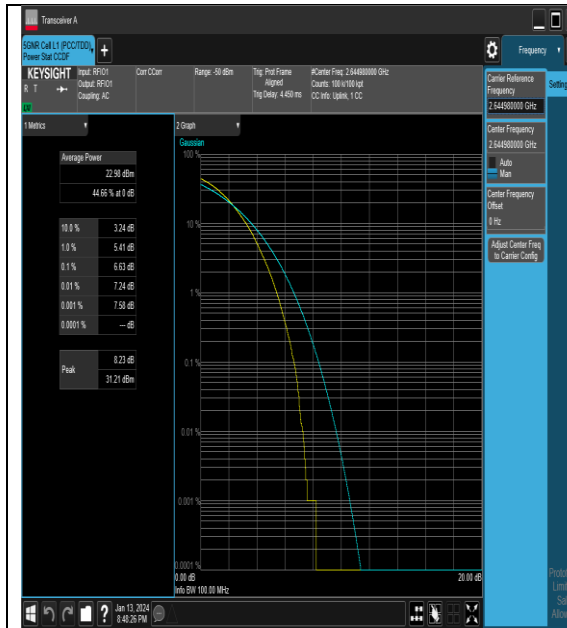 Transceiver A
5GNR Cell L1 (PCC/TDD),
Power Stat CCDF
Frequency
KEYSIGHT
R T
Input: RFIO1
Output: RFIO1
Coupling: AC
Corr CCorr
Range: -50 dBm
Trig: Prot Frame
Aligned
Trig Delay: 4.450 ms
#Center Freq: 2.644980000 GHz
Counts: 100 k/100 kpt
CC Info: Uplink, 1 CC
Carrier Reference
Frequency
2.644980000 GHz
Setting
Center Frequency
2.644980000 GHz
Auto
Man
Center Frequency
Offset
0 Hz
Adjust Center Freq
to Carrier Config
1 Metrics
Average Power
22.98 dBm
44.66 % at 0 dB
10.0 % 3.24 dB
1.0 % 5.41 dB
0.1 % 6.63 dB
0.01 % 7.24 dB
0.001 % 7.58 dB
0.0001 % --- dB
Peak
8.23 dB
31.21 dBm
2 Graph
Gaussian
100 %
10 %
1 %
0.1 %
0.01 %
0.001 %
0.0001 %
0.00 dB
20.00 dB
Info BW 100.00 MHz
Jan 13, 2024
8:48:26 PM